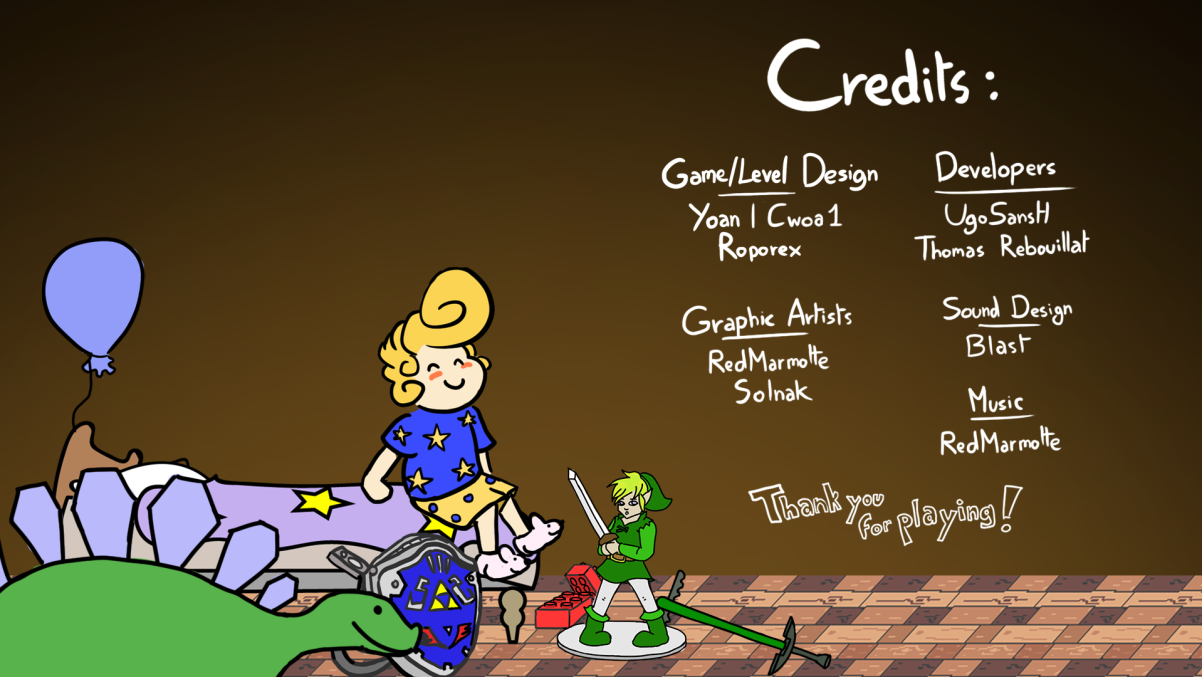 Credits :
Game/Level Design
Yoan | Cwoa1
Roporex
Developers
UgoSansH
Thomas Rebouillat
Graphic Artists
RedMarmotte
Solnak
Sound Design
Blast
Music
RedMarmotte
Thank you
for playing !